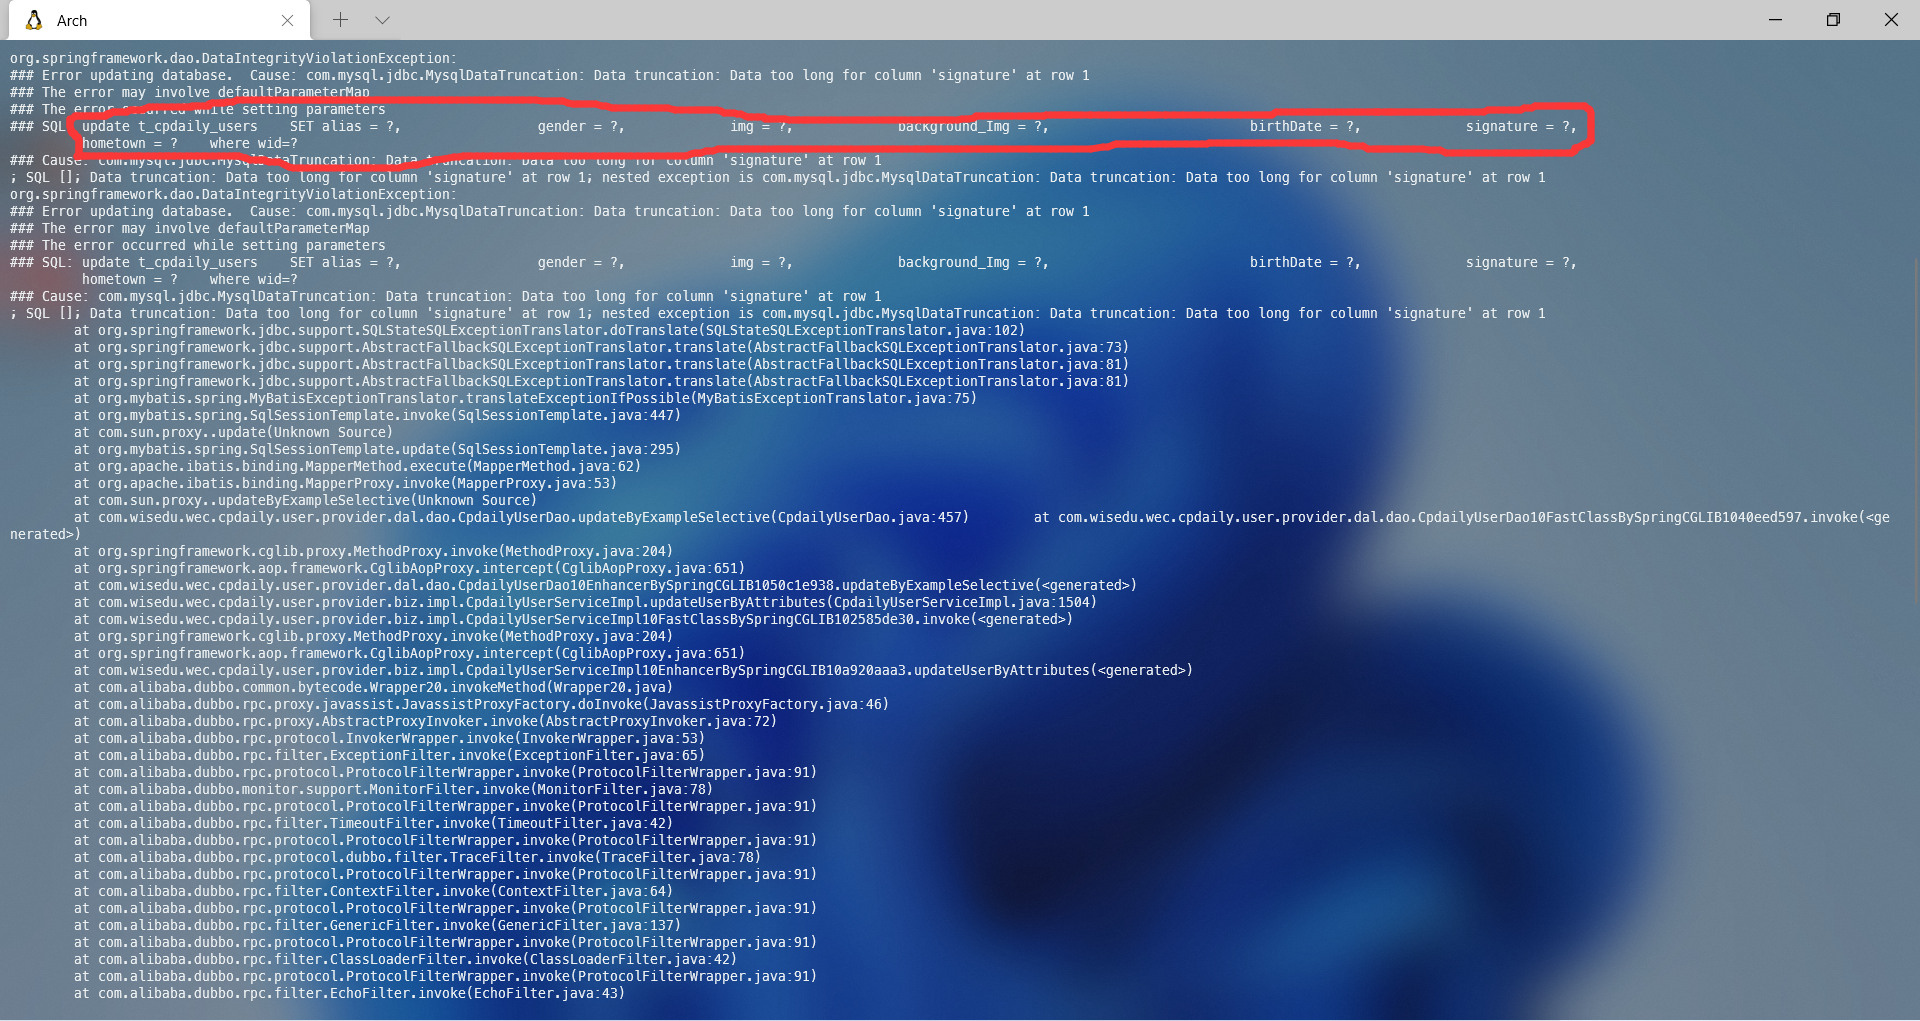 Arch
org.springframework.dao.DataIntegrityViolationException:
### Error updating database.  Cause: com.mysql.jdbc.MysqlDataTruncation: Data truncation: Data too long for column 'signature' at row 1
### The error may involve defaultParameterMap
### The error occurred while setting parameters
### SQL: update t_cpdaily_users    SET alias = ?,                 gender = ?,             img = ?,             background_Img = ?,                         birthDate = ?,             signature = ?,
         hometown = ?    where wid=?
### Cause: com.mysql.jdbc.MysqlDataTruncation: Data truncation: Data too long for column 'signature' at row 1
; SQL []; Data truncation: Data too long for column 'signature' at row 1; nested exception is com.mysql.jdbc.MysqlDataTruncation: Data truncation: Data too long for column 'signature' at row 1
org.springframework.dao.DataIntegrityViolationException:
### Error updating database.  Cause: com.mysql.jdbc.MysqlDataTruncation: Data truncation: Data too long for column 'signature' at row 1
### The error may involve defaultParameterMap
### The error occurred while setting parameters
### SQL: update t_cpdaily_users    SET alias = ?,                 gender = ?,             img = ?,             background_Img = ?,                         birthDate = ?,             signature = ?,
         hometown = ?    where wid=?
### Cause: com.mysql.jdbc.MysqlDataTruncation: Data truncation: Data too long for column 'signature' at row 1
; SQL []; Data truncation: Data too long for column 'signature' at row 1; nested exception is com.mysql.jdbc.MysqlDataTruncation: Data truncation: Data too long for column 'signature' at row 1
        at org.springframework.jdbc.support.SQLStateSQLExceptionTranslator.doTranslate(SQLStateSQLExceptionTranslator.java:102)
        at org.springframework.jdbc.support.AbstractFallbackSQLExceptionTranslator.translate(AbstractFallbackSQLExceptionTranslator.java:73)
        at org.springframework.jdbc.support.AbstractFallbackSQLExceptionTranslator.translate(AbstractFallbackSQLExceptionTranslator.java:81)
        at org.springframework.jdbc.support.AbstractFallbackSQLExceptionTranslator.translate(AbstractFallbackSQLExceptionTranslator.java:81)
        at org.mybatis.spring.MyBatisExceptionTranslator.translateExceptionIfPossible(MyBatisExceptionTranslator.java:75)
        at org.mybatis.spring.SqlSessionTemplate.invoke(SqlSessionTemplate.java:447)
        at com.sun.proxy..update(Unknown Source)
        at org.mybatis.spring.SqlSessionTemplate.update(SqlSessionTemplate.java:295)
        at org.apache.ibatis.binding.MapperMethod.execute(MapperMethod.java:62)
        at org.apache.ibatis.binding.MapperProxy.invoke(MapperProxy.java:53)
        at com.sun.proxy..updateByExampleSelective(Unknown Source)
        at com.wisedu.wec.cpdaily.user.provider.dal.dao.CpdailyUserDao.updateByExampleSelective(CpdailyUserDao.java:457)        at com.wisedu.wec.cpdaily.user.provider.dal.dao.CpdailyUserDao10FastClassBySpringCGLIB1040eed597.invoke(<ge
nerated>)
        at org.springframework.cglib.proxy.MethodProxy.invoke(MethodProxy.java:204)
        at org.springframework.aop.framework.CglibAopProxy.intercept(CglibAopProxy.java:651)
        at com.wisedu.wec.cpdaily.user.provider.dal.dao.CpdailyUserDao10EnhancerBySpringCGLIB1050c1e938.updateByExampleSelective(<generated>)
        at com.wisedu.wec.cpdaily.user.provider.biz.impl.CpdailyUserServiceImpl.updateUserByAttributes(CpdailyUserServiceImpl.java:1504)
        at com.wisedu.wec.cpdaily.user.provider.biz.impl.CpdailyUserServiceImpl10FastClassBySpringCGLIB102585de30.invoke(<generated>)
        at org.springframework.cglib.proxy.MethodProxy.invoke(MethodProxy.java:204)
        at org.springframework.aop.framework.CglibAopProxy.intercept(CglibAopProxy.java:651)
        at com.wisedu.wec.cpdaily.user.provider.biz.impl.CpdailyUserServiceImpl10EnhancerBySpringCGLIB10a920aaa3.updateUserByAttributes(<generated>)
        at com.alibaba.dubbo.common.bytecode.Wrapper20.invokeMethod(Wrapper20.java)
        at com.alibaba.dubbo.rpc.proxy.javassist.JavassistProxyFactory.doInvoke(JavassistProxyFactory.java:46)
        at com.alibaba.dubbo.rpc.proxy.AbstractProxyInvoker.invoke(AbstractProxyInvoker.java:72)
        at com.alibaba.dubbo.rpc.protocol.InvokerWrapper.invoke(InvokerWrapper.java:53)
        at com.alibaba.dubbo.rpc.filter.ExceptionFilter.invoke(ExceptionFilter.java:65)
        at com.alibaba.dubbo.rpc.protocol.ProtocolFilterWrapper.invoke(ProtocolFilterWrapper.java:91)
        at com.alibaba.dubbo.monitor.support.MonitorFilter.invoke(MonitorFilter.java:78)
        at com.alibaba.dubbo.rpc.protocol.ProtocolFilterWrapper.invoke(ProtocolFilterWrapper.java:91)
        at com.alibaba.dubbo.rpc.filter.TimeoutFilter.invoke(TimeoutFilter.java:42)
        at com.alibaba.dubbo.rpc.protocol.ProtocolFilterWrapper.invoke(ProtocolFilterWrapper.java:91)
        at com.alibaba.dubbo.rpc.protocol.dubbo.filter.TraceFilter.invoke(TraceFilter.java:78)
        at com.alibaba.dubbo.rpc.protocol.ProtocolFilterWrapper.invoke(ProtocolFilterWrapper.java:91)
        at com.alibaba.dubbo.rpc.filter.ContextFilter.invoke(ContextFilter.java:64)
        at com.alibaba.dubbo.rpc.protocol.ProtocolFilterWrapper.invoke(ProtocolFilterWrapper.java:91)
        at com.alibaba.dubbo.rpc.filter.GenericFilter.invoke(GenericFilter.java:137)
        at com.alibaba.dubbo.rpc.protocol.ProtocolFilterWrapper.invoke(ProtocolFilterWrapper.java:91)
        at com.alibaba.dubbo.rpc.filter.ClassLoaderFilter.invoke(ClassLoaderFilter.java:42)
        at com.alibaba.dubbo.rpc.protocol.ProtocolFilterWrapper.invoke(ProtocolFilterWrapper.java:91)
        at com.alibaba.dubbo.rpc.filter.EchoFilter.invoke(EchoFilter.java:43)